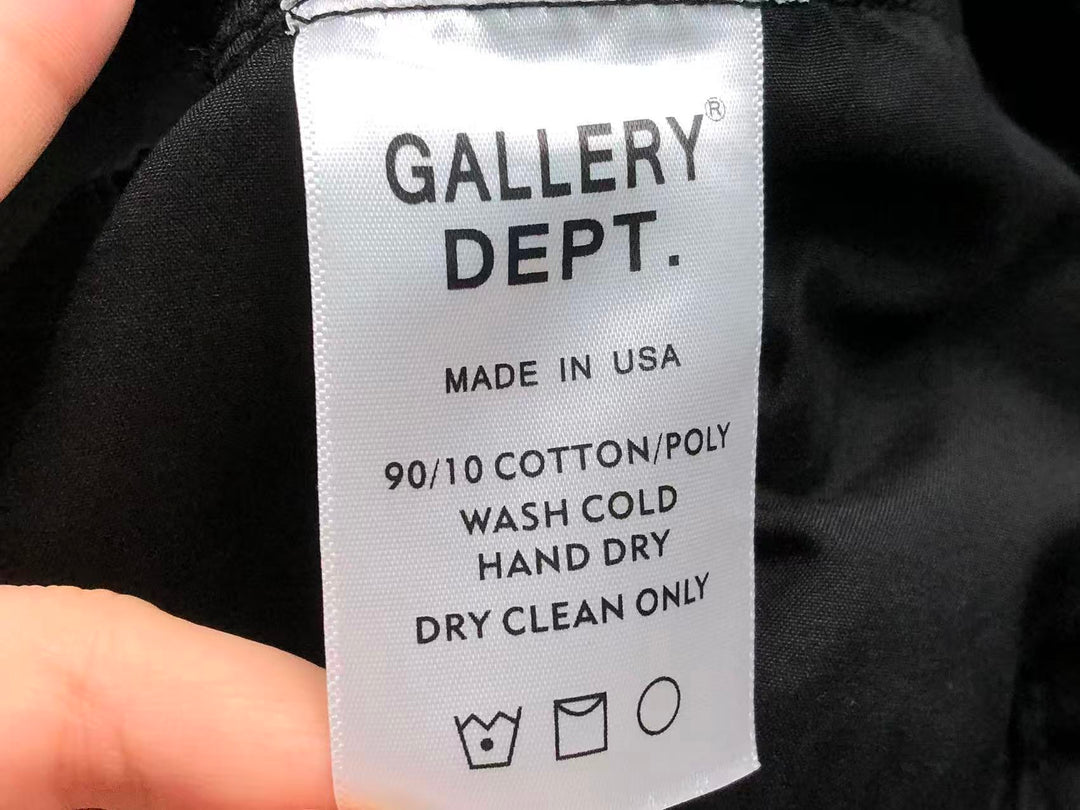 GALLERY®
DEPT.
MADE IN USA
90/10 COTTON/POLY
WASH COLD
HAND DRY
DRY CLEAN ONLY